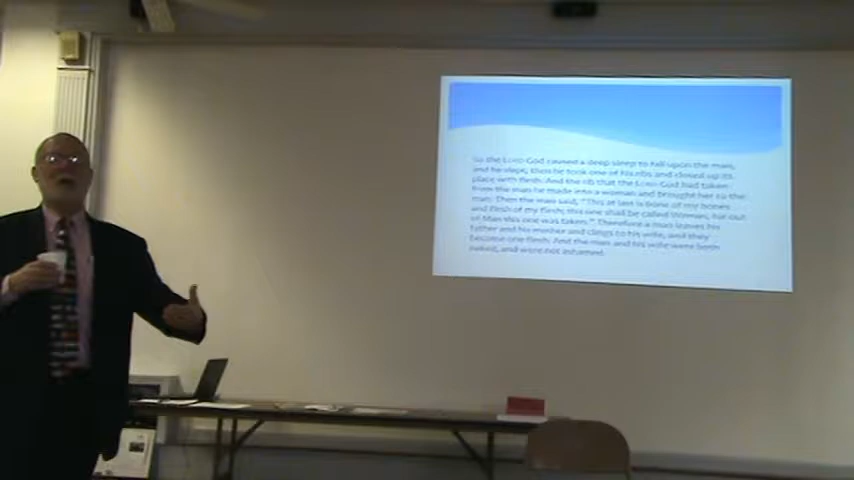 So the LORD God caused a deep sleep to fall upon the man,
and he slept; then he took one of his ribs and closed up its
place with flesh. And the rib that the LORD God had taken
from the man he made into a woman and brought her to the
man. Then the man said, "This at last is bone of my bones
and flesh of my flesh; this one shall be called Woman, for out
of Man this one was taken." Therefore a man leaves his
father and his mother and clings to his wife, and they
become one flesh. And the man and his wife were both
naked, and were not ashamed.